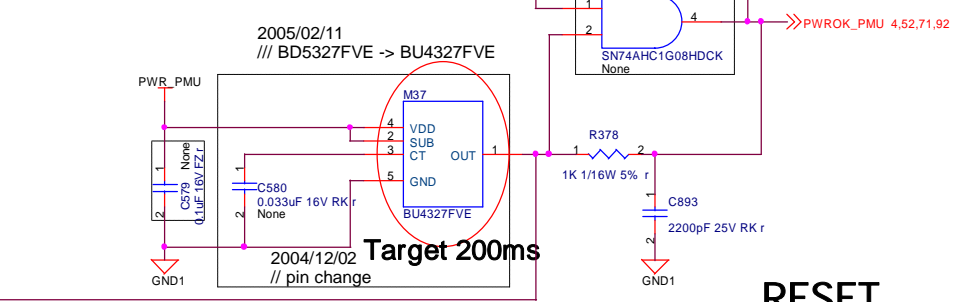 1
2
4
PWROK_PMU 4,52,71,92
SN74AHC1G08HDCK
None
2005/02/11
/// BD5327FVE -> BU4327FVE
PWR_PMU
M37
4 VDD
2 SUB
3 CT
OUT 1
5 GND
BU4327FVE
1
2
C579
0.1uF 16V FZ r
None
1
2
C580
0.033uF 16V RK r
None
R378
1 2
1K 1/16W 5% r
1
2
C893
2200pF 25V RK r
Target 200ms
2004/12/02
// pin change
GND1
GND1
RESET